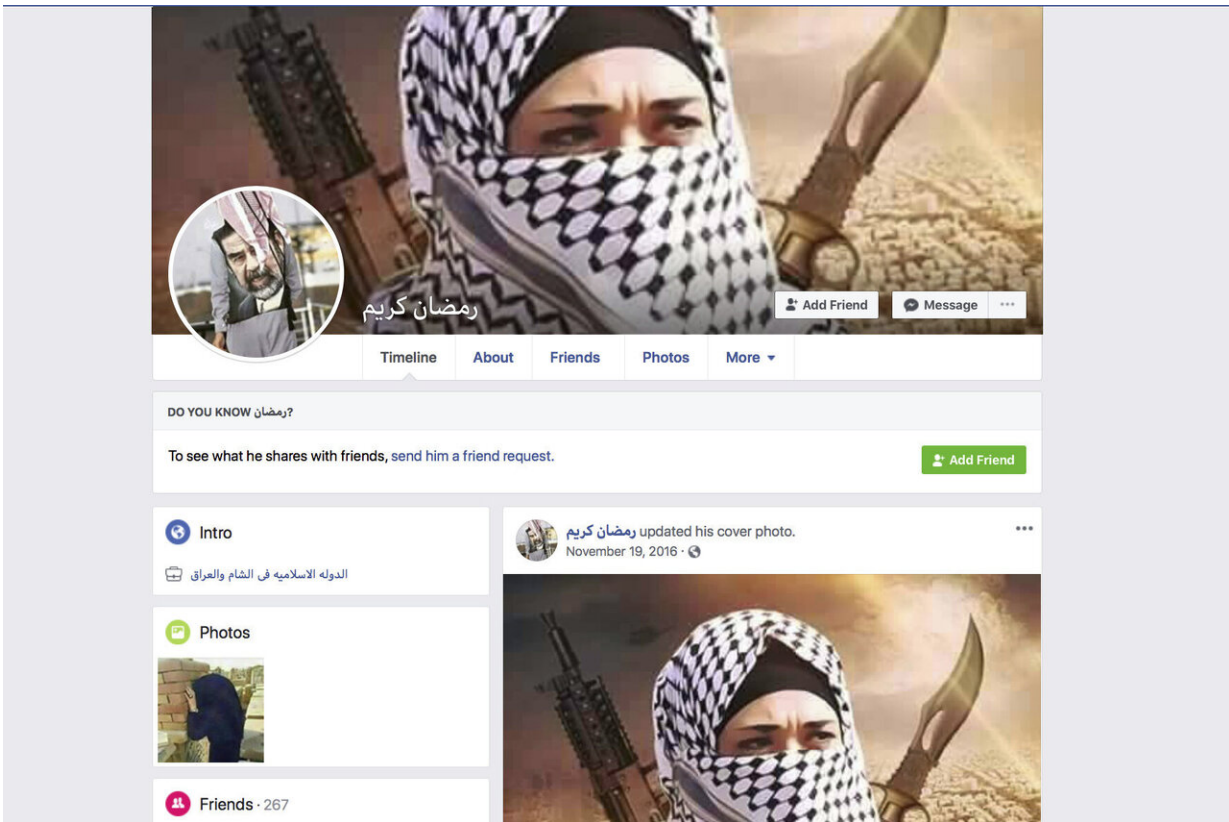 رمضان كريم
Add Friend
Message
Timeline About Friends Photos More
DO YOU KNOW رمضان?
To see what he shares with friends, send him a friend request.
Add Friend
Intro
الدوله الاسلاميه فى الشام والعراق
Photos
Friends · 267
رمضان كريم updated his cover photo.
November 19, 2016 ·